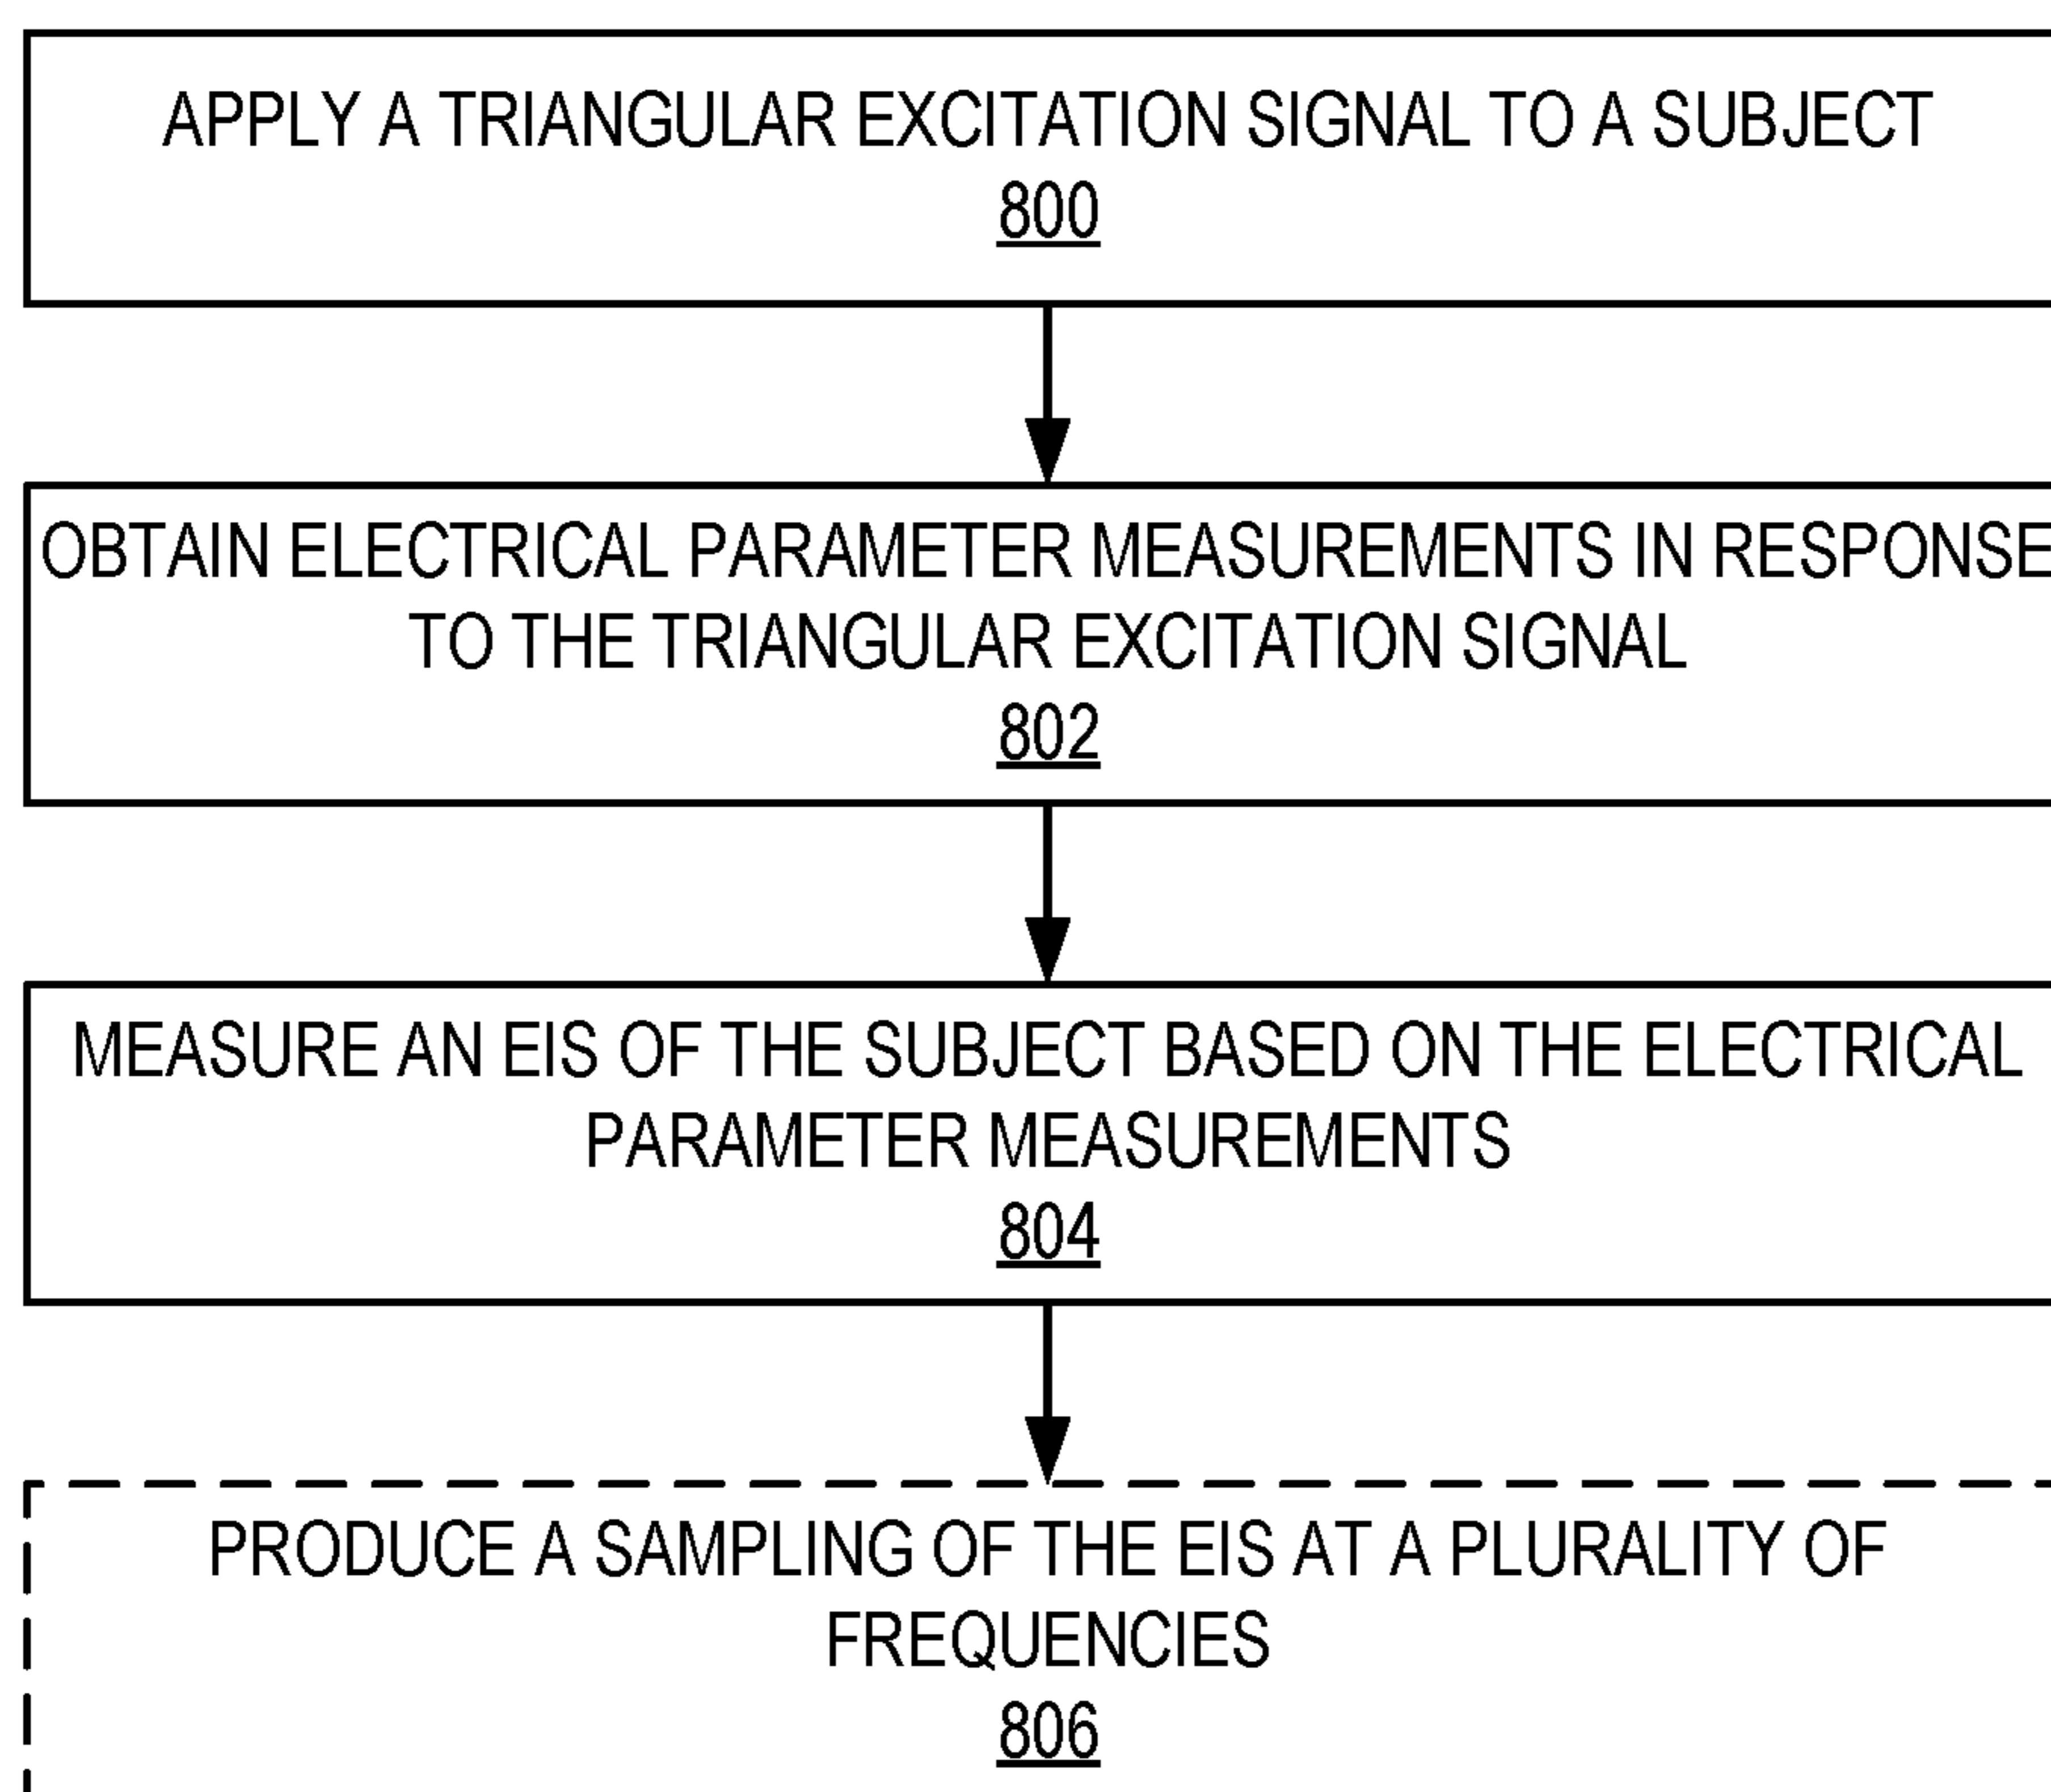 APPLY A TRIANGULAR EXCITATION SIGNAL TO A SUBJECT
800
OBTAIN ELECTRICAL PARAMETER MEASUREMENTS IN RESPONSE
TO THE TRIANGULAR EXCITATION SIGNAL
802
MEASURE AN EIS OF THE SUBJECT BASED ON THE ELECTRICAL
PARAMETER MEASUREMENTS
804
PRODUCE A SAMPLING OF THE EIS AT A PLURALITY OF
FREQUENCIES
806